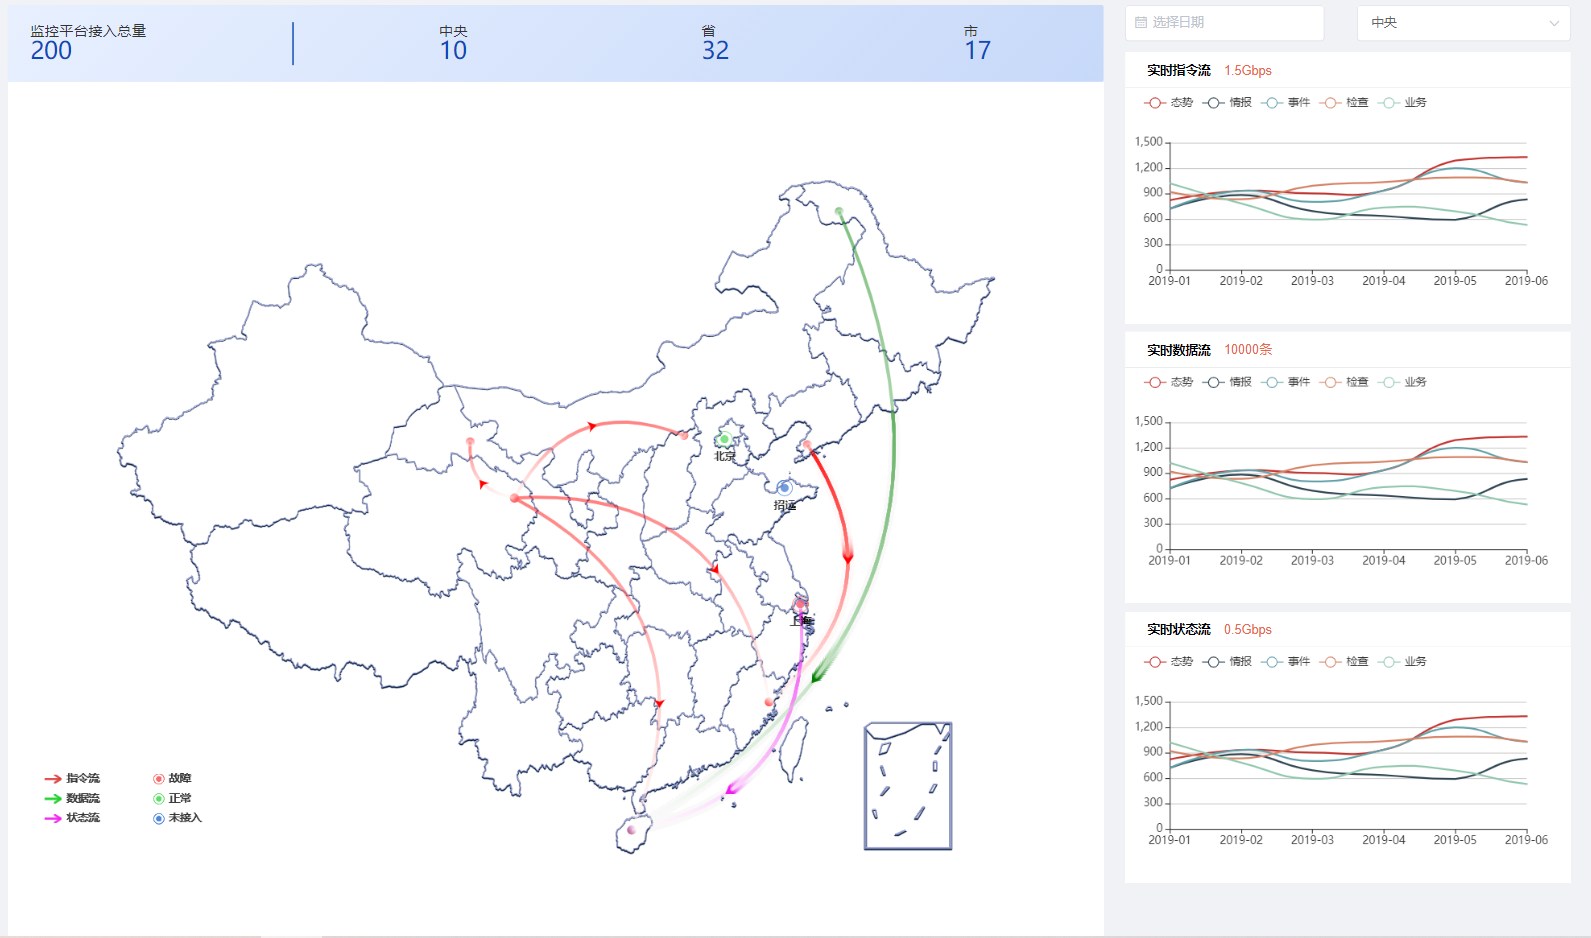 监控平台接入总量
200
中央
10
省
32
市
17
选择日期
中央
实时指令流 1.5Gbps
态势 情报 事件 检查 业务
1,500
1,200
900
600
300
0
2019-01 2019-02 2019-03 2019-04 2019-05 2019-06
实时数据流 10000条
态势 情报 事件 检查 业务
1,500
1,200
900
600
300
0
2019-01 2019-02 2019-03 2019-04 2019-05 2019-06
实时状态流 0.5Gbps
态势 情报 事件 检查 业务
1,500
1,200
900
600
300
0
2019-01 2019-02 2019-03 2019-04 2019-05 2019-06
北京
招远
上海
指令流 故障
数据流 正常
状态流 未接入